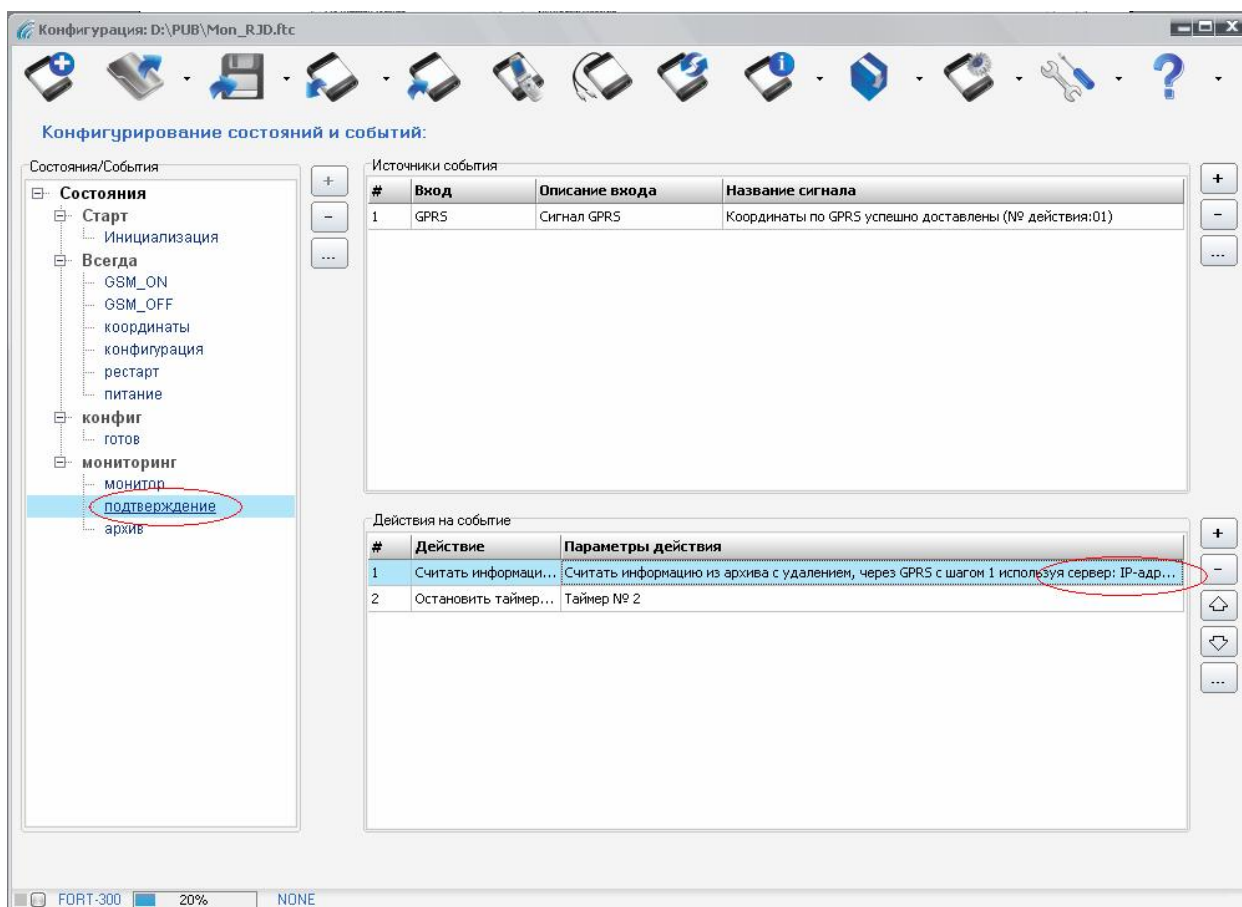 Конфигурация: D:\PUB\Mon_RJD.ftc
Конфигурирование состояний и событий:
Состояния/События
Состояния
Старт
Инициализация
Всегда
GSM_ON
GSM_OFF
координаты
конфигурация
рестарт
питание
конфиг
готов
мониторинг
монитор
подтверждение
архив
+
-
...
Источники события
# Вход Описание входа Название сигнала
1 GPRS Сигнал GPRS Координаты по GPRS успешно доставлены (№ действия:01)
+
-
...
Действия на событие
# Действие Параметры действия
1 Считать информаци... Считать информацию из архива с удалением, через GPRS с шагом 1 используя сервер: IP-адр...
2 Остановить таймер... Таймер № 2
+
-
...
FORT-300 20% NONE